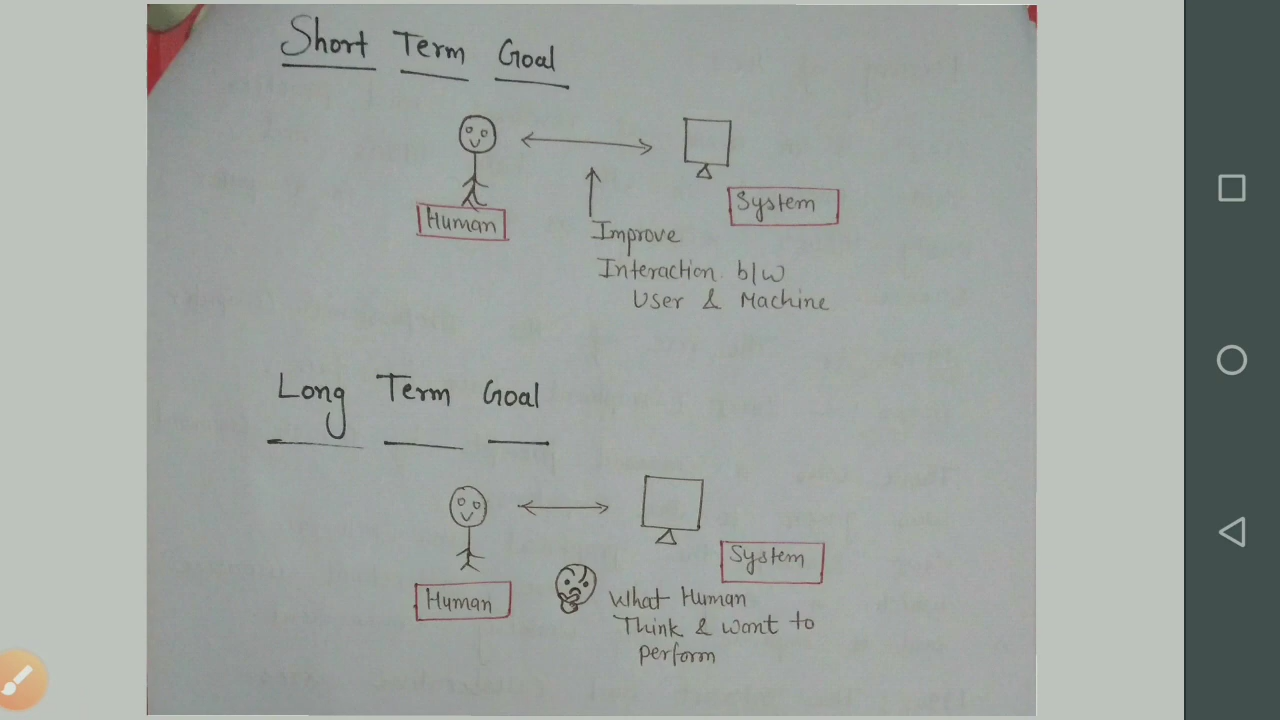 Short Term Goal
Human
System
Improve
Interaction b/w
User & Machine
Long Term Goal
Human
System
What Human
Think & want to
perform